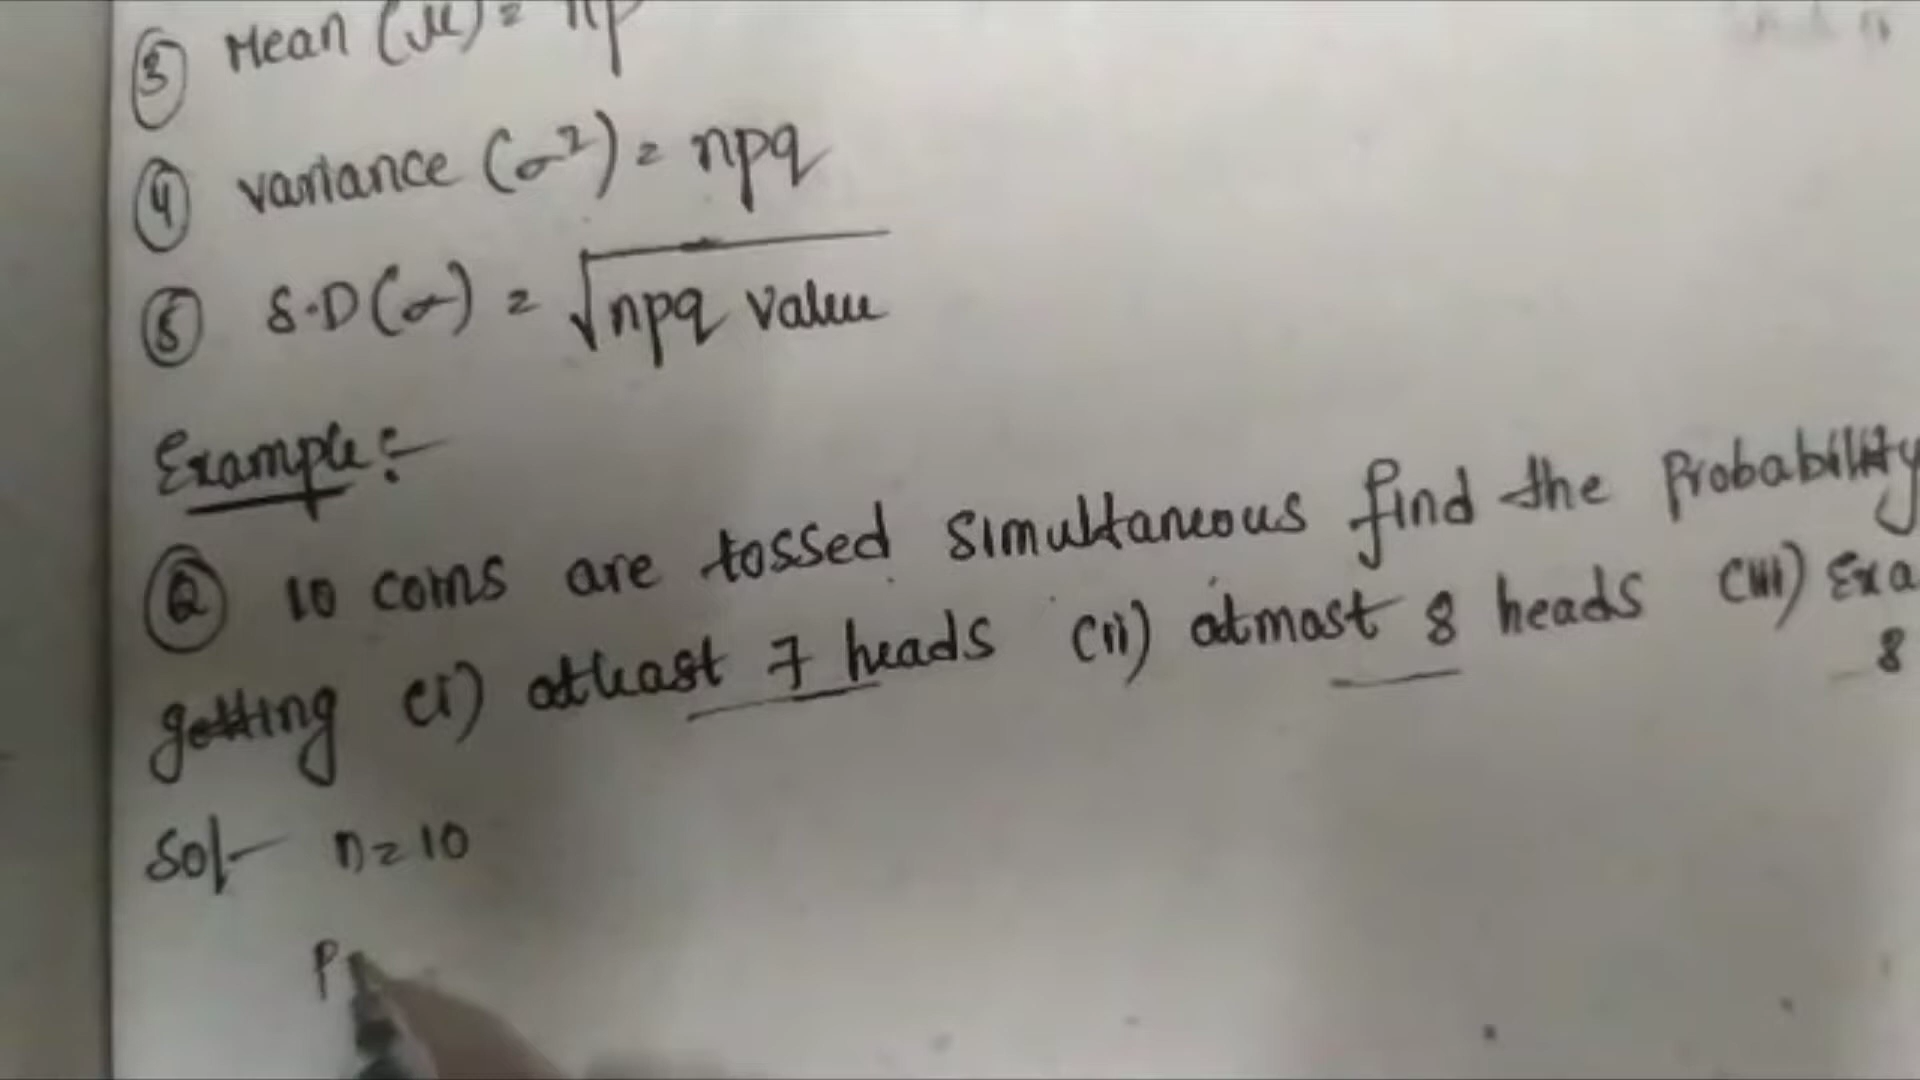 ③ Mean (μ) = np
④ variance (σ²) = npq
⑤ S.D (σ) = √npq value
Example:-
Ⓠ 10 coins are tossed simultaneous find the Probability
getting (i) atleast 7 heads (ii) atmost 8 heads (iii) Exa
8
Sol- n=10
P